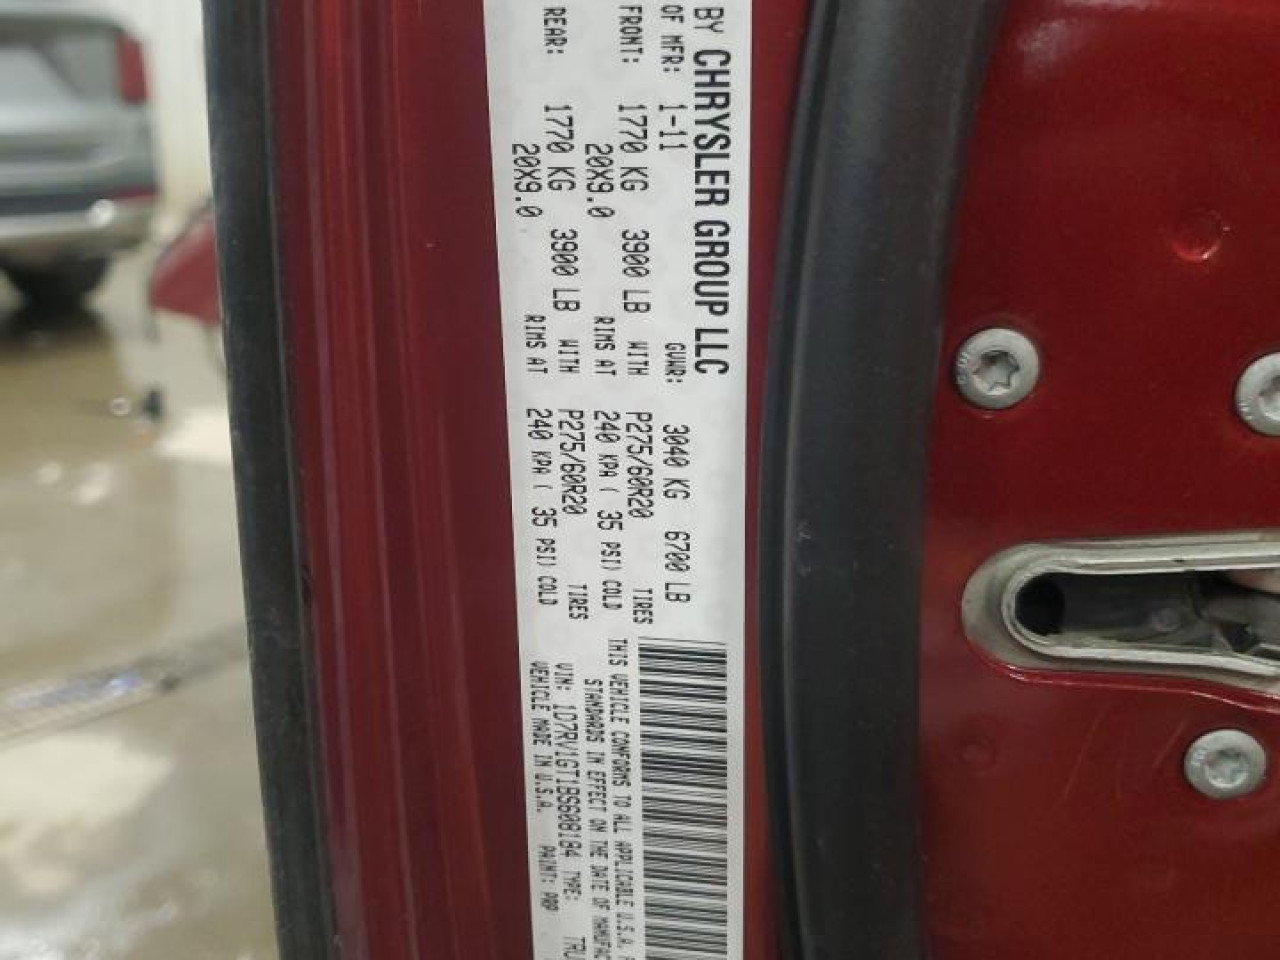 BY CHRYSLER GROUP LLC
OF MFR: 1-11 GVWR: 3040 KG 6700 LB
FRONT: 1770 KG 3900 LB WITH P275/60R20 TIRES
20X9.0 RIMS AT 240 KPA ( 35 PSI) COLD
REAR: 1770 KG 3900 LB WITH P275/60R20 TIRES
20X9.0 RIMS AT 240 KPA ( 35 PSI) COLD
THIS VEHICLE CONFORMS TO ALL APPLICABLE U.S.A. F
STANDARDS IN EFFECT ON THE DATE OF MANUFAC
VIN: 1D7RV1GT1BS608184 TYPE: TRU
VEHICLE MADE IN U.S.A. PAINT: PRP